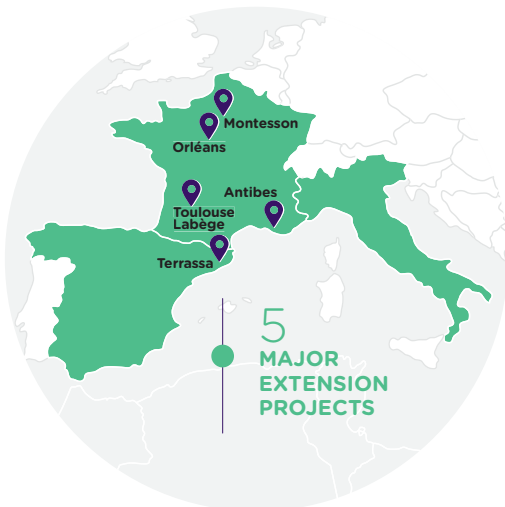 Montesson
Orléans
Antibes
Toulouse
Labège
Terrassa
5
MAJOR
EXTENSION
PROJECTS